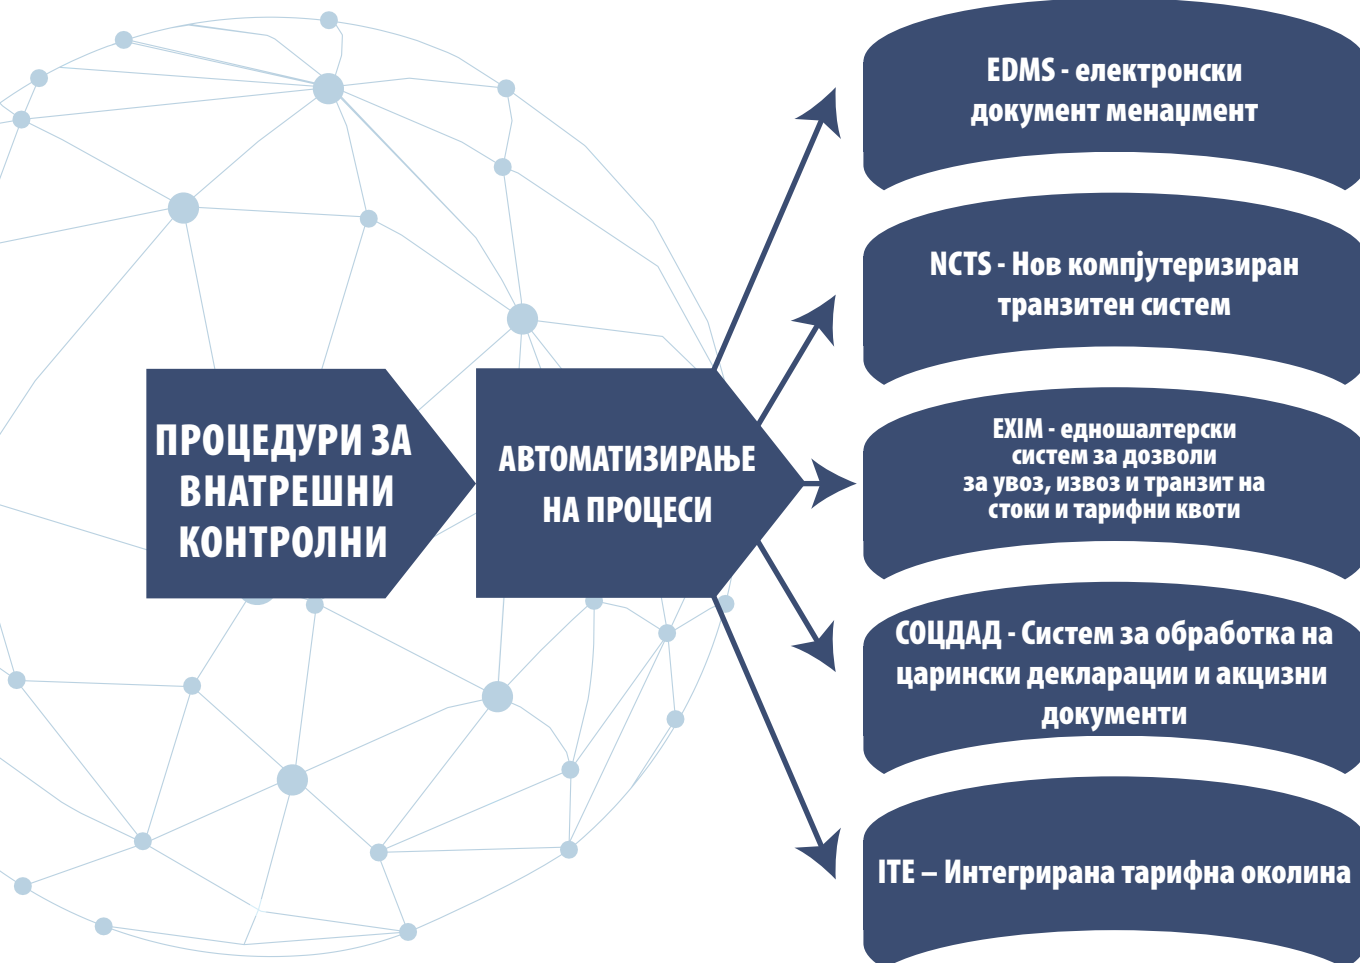 ПРОЦЕДУРИ ЗА
ВНАТРЕШНИ
КОНТРОЛНИ
АВТОМАТИЗИРАЊЕ
НА ПРОЦЕСИ
EDMS - електронски
документ менаџмент
NCTS - Нов компјутеризиран
транзитен систем
EXIM - едношалтерски
систем за дозволи
за увоз, извоз и транзит на
стоки и тарифни квоти
СОЦДАД - Систем за обработка на
царински декларации и акцизни
документи
ITE – Интегрирана тарифна околина